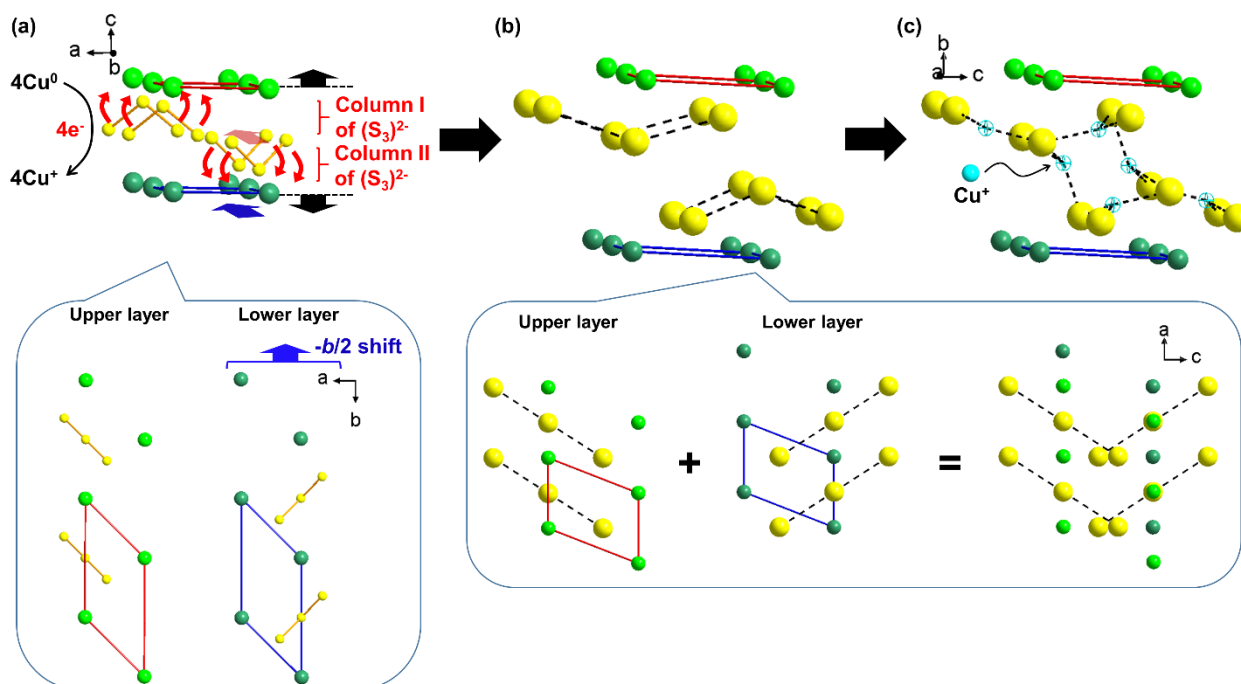 (a)
c
a
b
4Cu⁰
4e⁻
4Cu⁺
Column I
of (S₃)²⁻
Column II
of (S₃)²⁻
(b)
(c)
b
a
c
Cu⁺
Upper layer
Lower layer
-b/2 shift
a
b
Upper layer
Lower layer
a
c
+
=